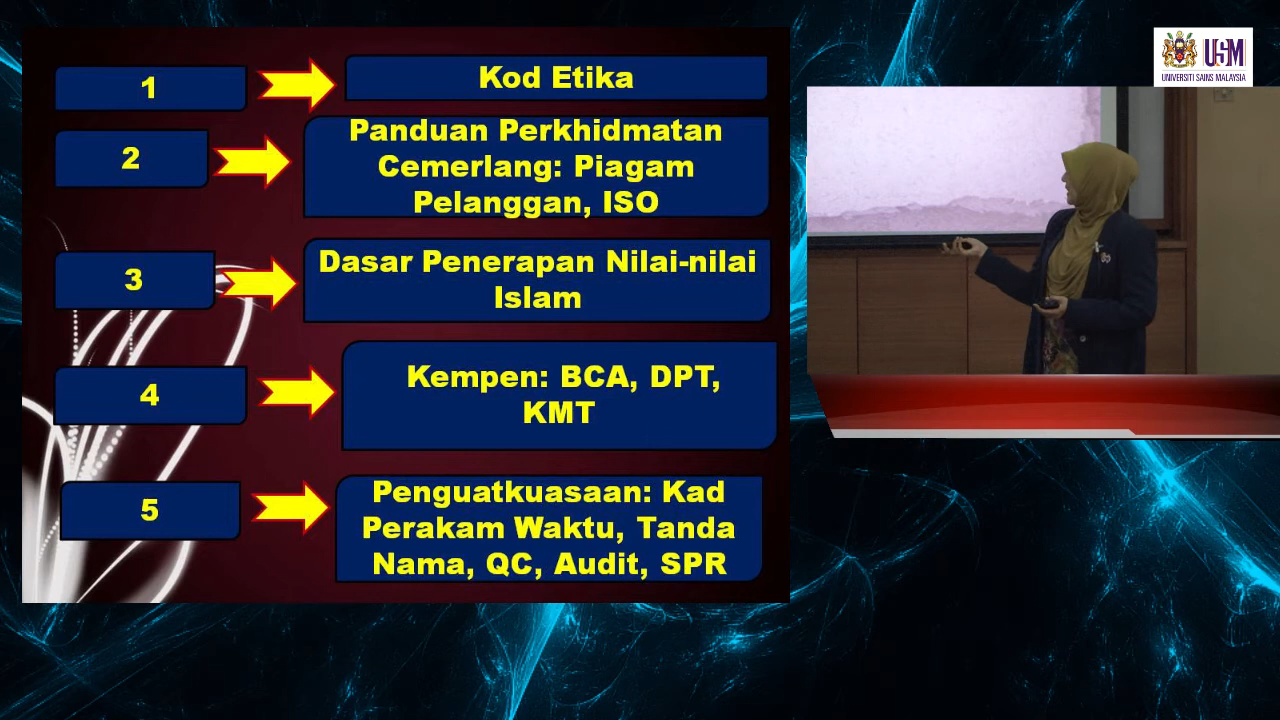 1
Kod Etika
2
Panduan Perkhidmatan
Cemerlang: Piagam
Pelanggan, ISO
3
Dasar Penerapan Nilai-nilai
Islam
4
Kempen: BCA, DPT,
KMT
5
Penguatkuasaan: Kad
Perakam Waktu, Tanda
Nama, QC, Audit, SPR
USM
UNIVERSITI SAINS MALAYSIA